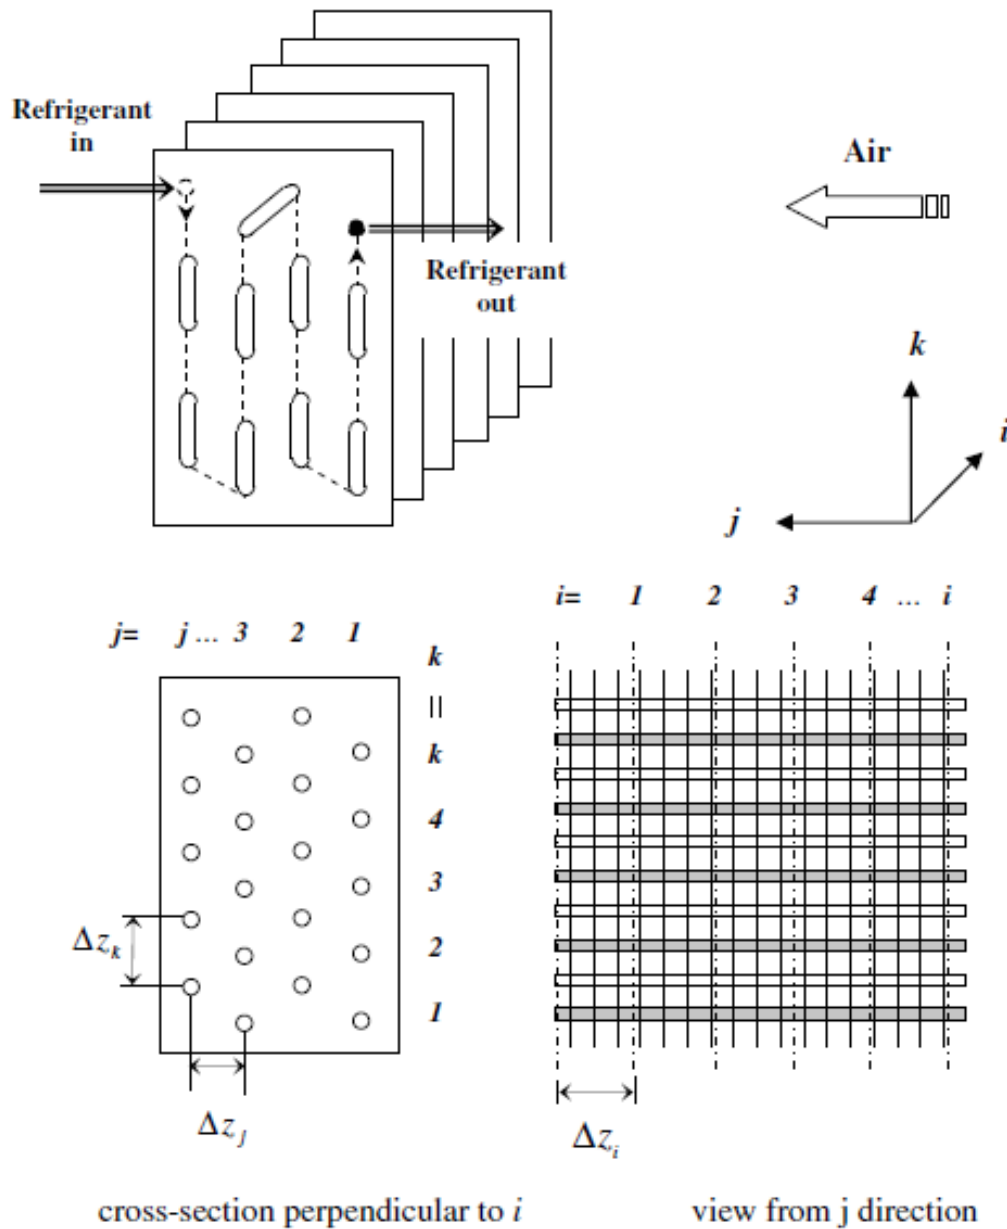 Refrigerant
in
Air
Refrigerant
out
k
i
j
i= 1 2 3 4 ... i
j= j ... 3 2 1
k
=
k
4
3
2
1
Δz_k
Δz_j
Δz_i
cross-section perpendicular to i
view from j direction